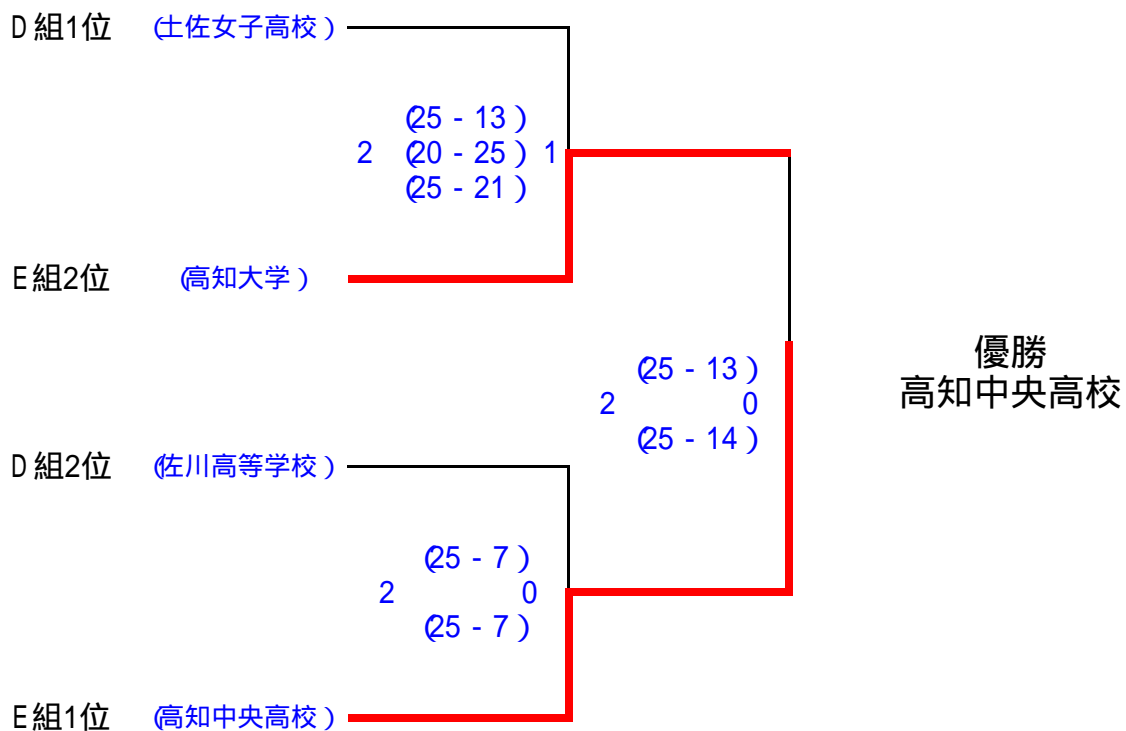 D組1位 (土佐女子高校)
(25 - 13)
2 (20 - 25) 1
(25 - 21)
E組2位 (高知大学)
優勝
高知中央高校
(25 - 13)
2 0
(25 - 14)
D組2位 (佐川高等学校)
(25 - 7)
2 0
(25 - 7)
E組1位 (高知中央高校)